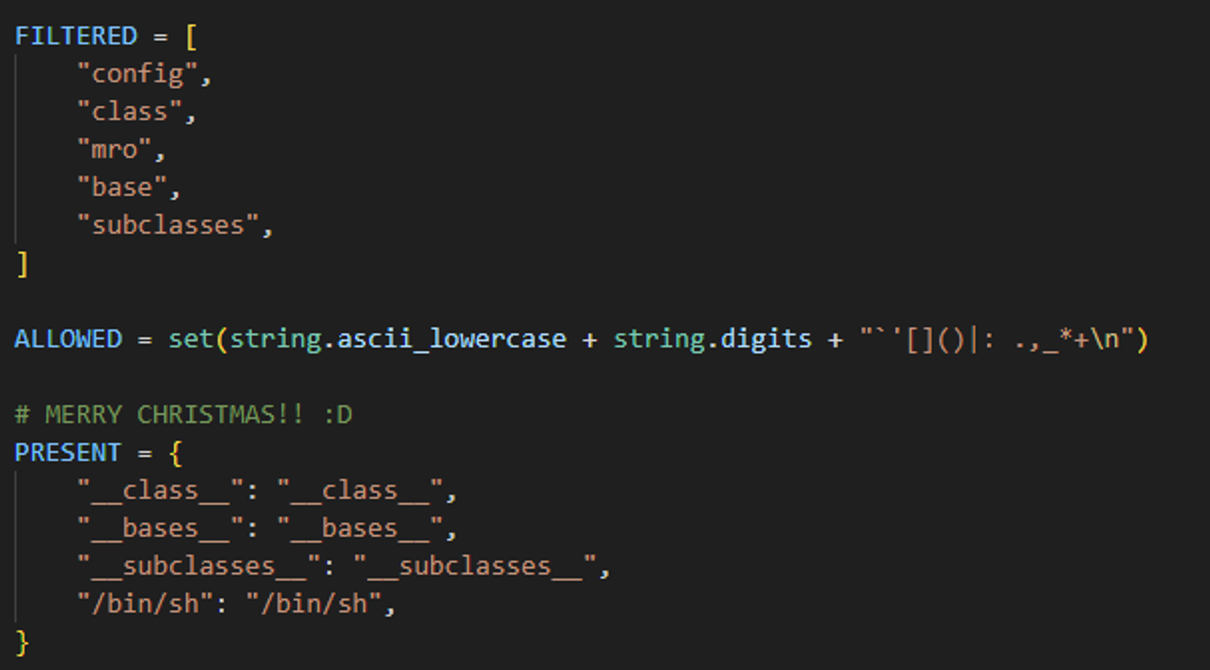 FILTERED = [
    "config",
    "class",
    "mro",
    "base",
    "subclasses",
]
ALLOWED = set(string.ascii_lowercase + string.digits + "`'[]()|: .,_*+\n")
# MERRY CHRISTMAS!! :D
PRESENT = {
    "__class__": "__class__",
    "__bases__": "__bases__",
    "__subclasses__": "__subclasses__",
    "/bin/sh": "/bin/sh",
}